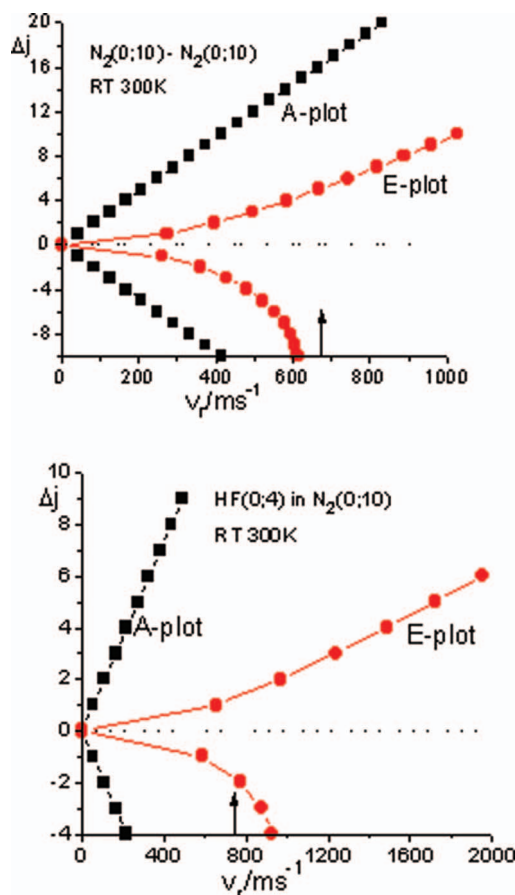 20
Δj
N₂(0;10) - N₂(0;10)
RT 300K
16
A-plot
12
8
E-plot
4
0
-4
-8
0 200 400 600 800 1000
vᵣ/ms⁻¹
10
Δj
HF(0;4) in N₂(0;10)
8
RT 300K
6
A-plot
E-plot
4
2
0
-2
-4
0 400 800 1200 1600 2000
vᵣ/ms⁻¹